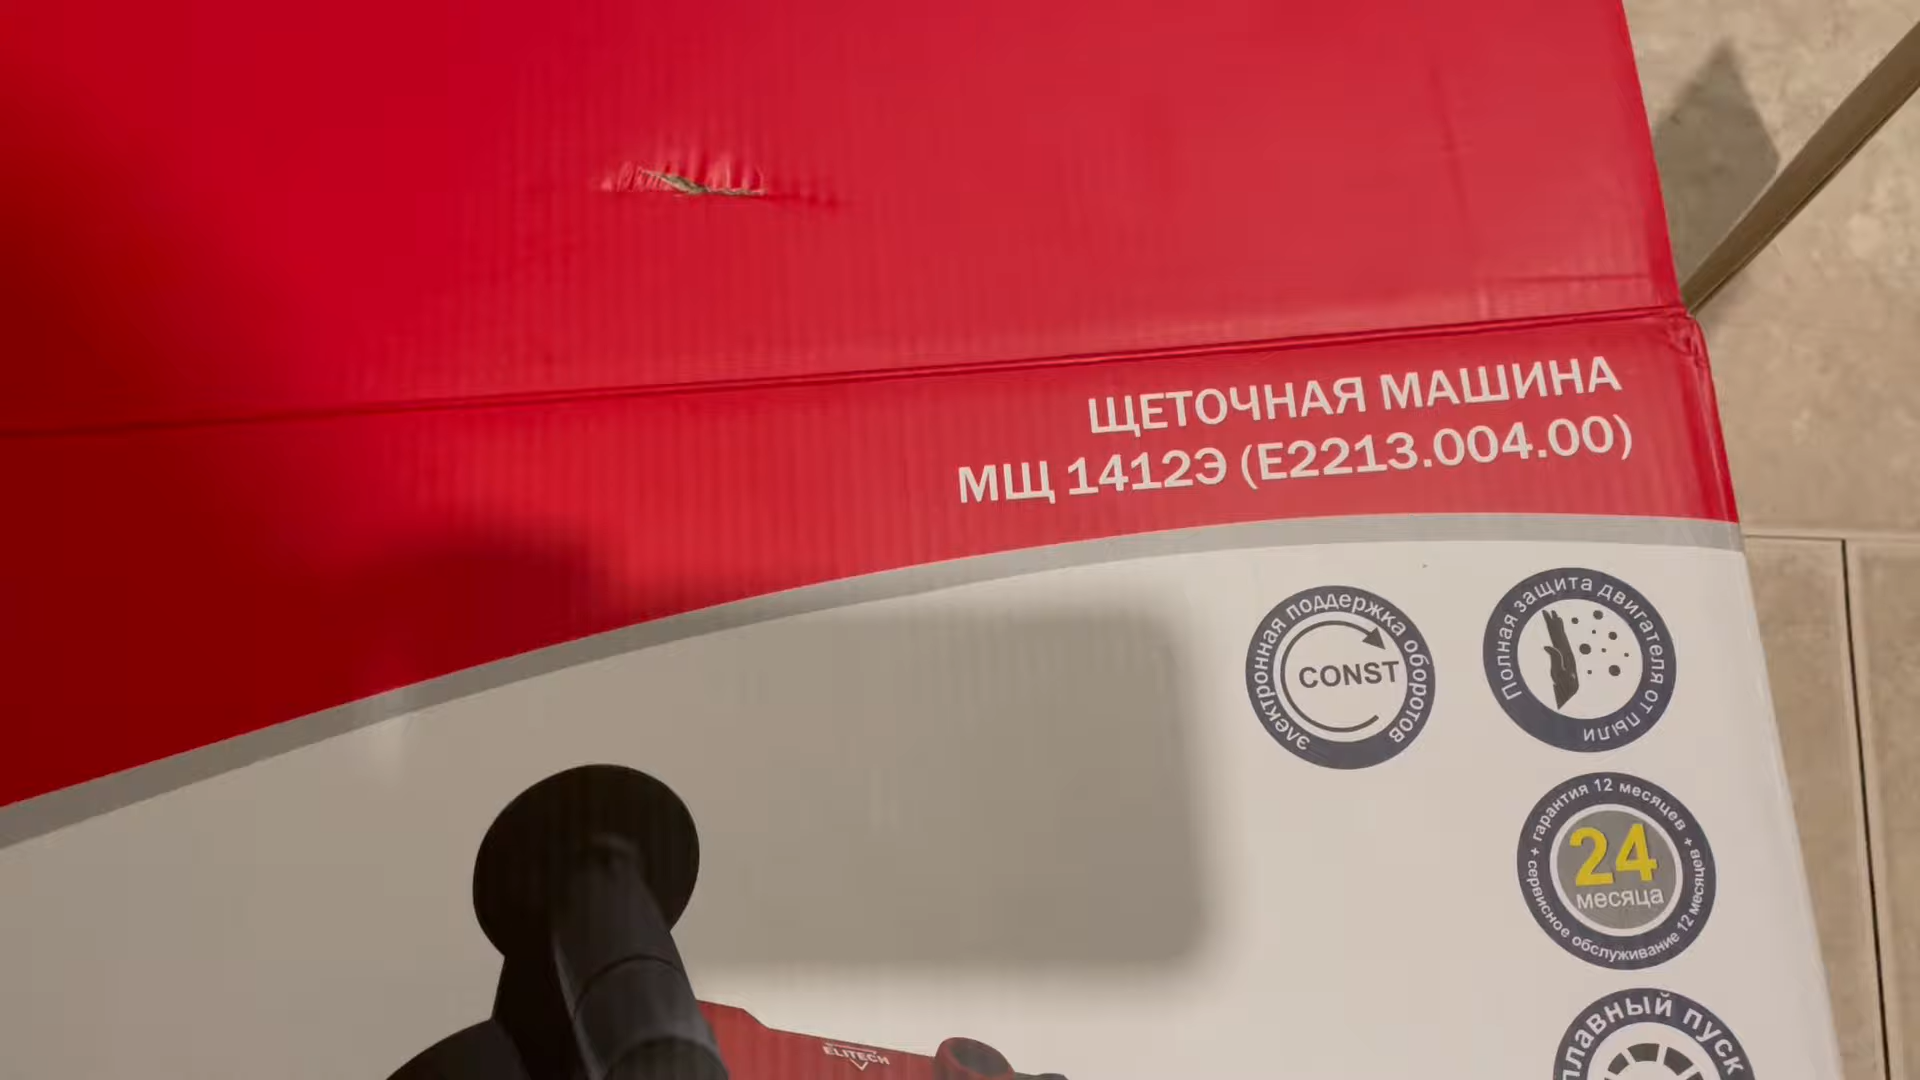 ЩЕТОЧНАЯ МАШИНА
МЩ 1412Э (E2213.004.00)
электронная поддержка оборотов
CONST
Полная защита двигателя от пыли
+ гарантия 12 месяцев + сервисное обслуживание 12 месяцев
24
месяца
плавный пуск
ELITECH